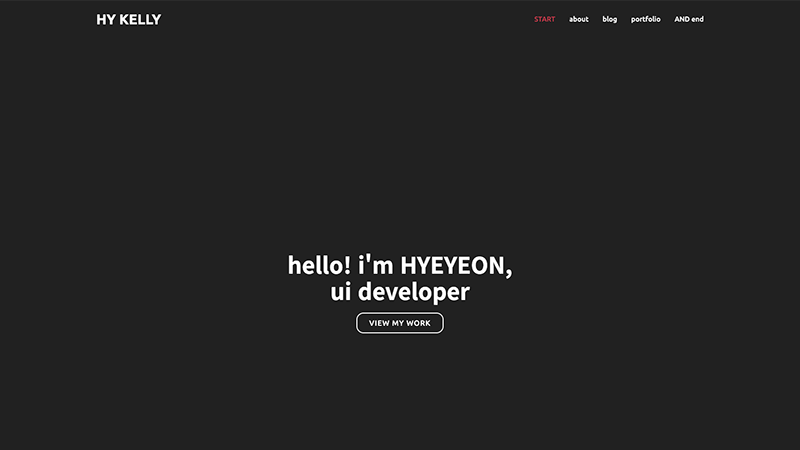 HY KELLY
START about blog portfolio AND end
hello! i'm HYEYEON,
ui developer
VIEW MY WORK